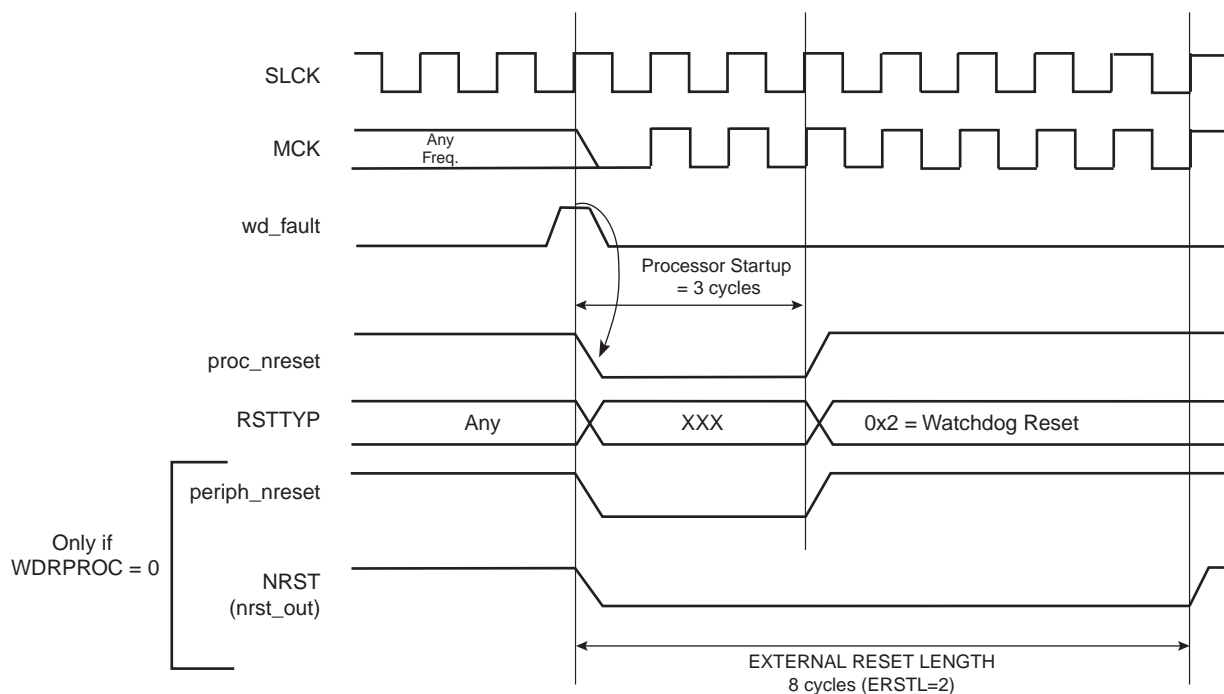 SLCK
MCK
Any
Freq.
wd_fault
Processor Startup
= 3 cycles
proc_nreset
RSTTYP
Any
XXX
0x2 = Watchdog Reset
periph_nreset
Only if
WDRPROC = 0
NRST
(nrst_out)
EXTERNAL RESET LENGTH
8 cycles (ERSTL=2)